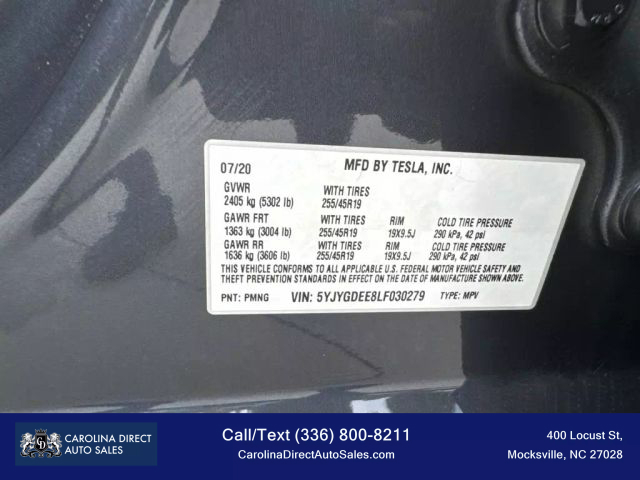 07/20 MFD BY TESLA, INC.
GVWR
2405 kg (5302 lb) WITH TIRES 255/45R19
GAWR FRT WITH TIRES RIM COLD TIRE PRESSURE
1363 kg (3004 lb) 255/45R19 19X9.5J 290 kPa, 42 psi
GAWR RR WITH TIRES RIM COLD TIRE PRESSURE
1636 kg (3606 lb) 255/45R19 19X9.5J 290 kPa, 42 psi
THIS VEHICLE CONFORMS TO ALL APPLICABLE U.S. FEDERAL MOTOR VEHICLE SAFETY AND
THEFT PREVENTION STANDARDS IN EFFECT ON THE DATE OF MANUFACTURE SHOWN ABOVE.
PNT: PMNG VIN: 5YJYGDEE8LF030279 TYPE: MPV
CD
CAROLINA DIRECT
AUTO SALES
Call/Text (336) 800-8211
CarolinaDirectAutoSales.com
400 Locust St,
Mocksville, NC 27028